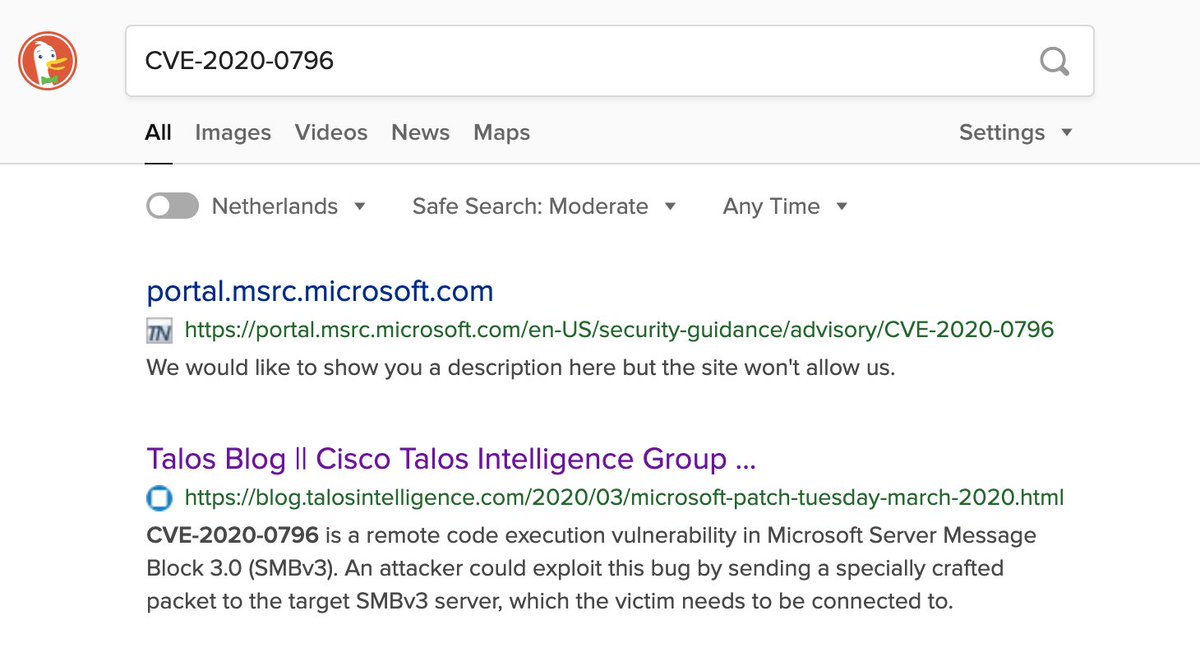 CVE-2020-0796
All Images Videos News Maps Settings
Netherlands Safe Search: Moderate Any Time
portal.msrc.microsoft.com
TN https://portal.msrc.microsoft.com/en-US/security-guidance/advisory/CVE-2020-0796
We would like to show you a description here but the site won't allow us.
Talos Blog || Cisco Talos Intelligence Group ...
https://blog.talosintelligence.com/2020/03/microsoft-patch-tuesday-march-2020.html
CVE-2020-0796 is a remote code execution vulnerability in Microsoft Server Message
Block 3.0 (SMBv3). An attacker could exploit this bug by sending a specially crafted
packet to the target SMBv3 server, which the victim needs to be connected to.